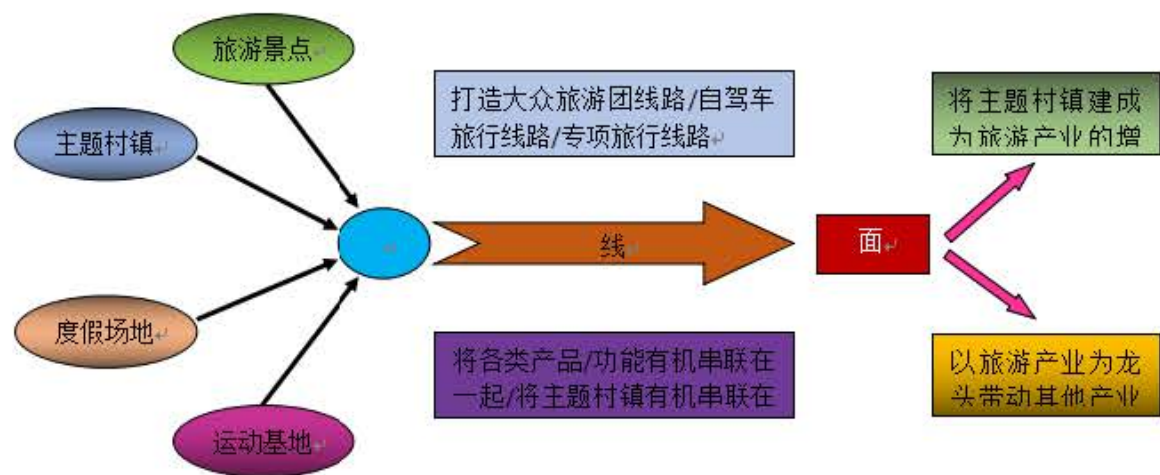 旅游景点
主题村镇
度假场地
运动基地
打造大众旅游团线路/自驾车
旅行线路/专项旅行线路
线
将各类产品/功能有机串联在
一起/将主题村镇有机串联在
面
将主题村镇建成
为旅游产业的增
以旅游产业为龙
头带动其他产业